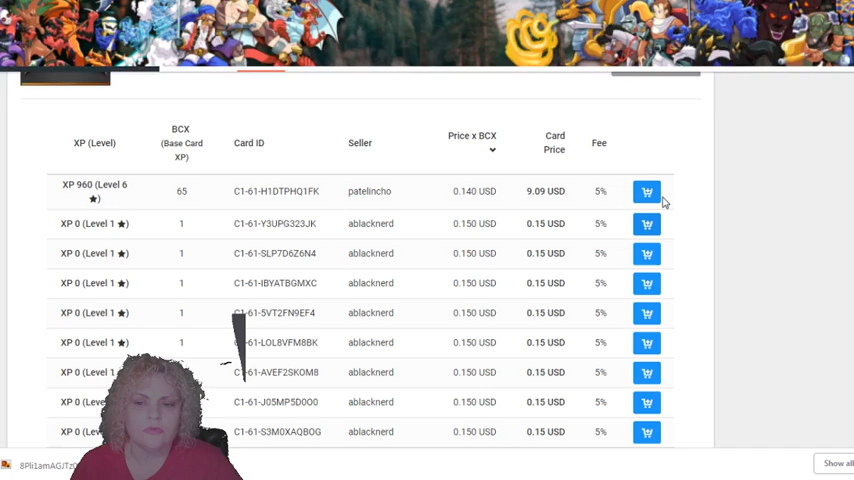 XP (Level) BCX (Base Card XP) Card ID Seller Price x BCX Card Price Fee
XP 960 (Level 6 ★) 65 C1-61-H1DTPHQ1FK patelincho 0.140 USD 9.09 USD 5%
XP 0 (Level 1 ★) 1 C1-61-Y3UPG323JK ablacknerd 0.150 USD 0.15 USD 5%
XP 0 (Level 1 ★) 1 C1-61-SLP7D6Z6N4 ablacknerd 0.150 USD 0.15 USD 5%
XP 0 (Level 1 ★) 1 C1-61-IBYATBGMXC ablacknerd 0.150 USD 0.15 USD 5%
XP 0 (Level 1 ★) 1 C1-61-5VT2FN9EF4 ablacknerd 0.150 USD 0.15 USD 5%
XP 0 (Level 1 ★) 1 C1-61-LOL8VFM8BK ablacknerd 0.150 USD 0.15 USD 5%
XP 0 (Level 1 C1-61-AVEF2SKOM8 ablacknerd 0.150 USD 0.15 USD 5%
XP 0 C1-61-J05MP5D0O0 ablacknerd 0.150 USD 0.15 USD 5%
XP 0 C1-61-S3M0XAQBOG ablacknerd 0.150 USD 0.15 USD 5%
Show all